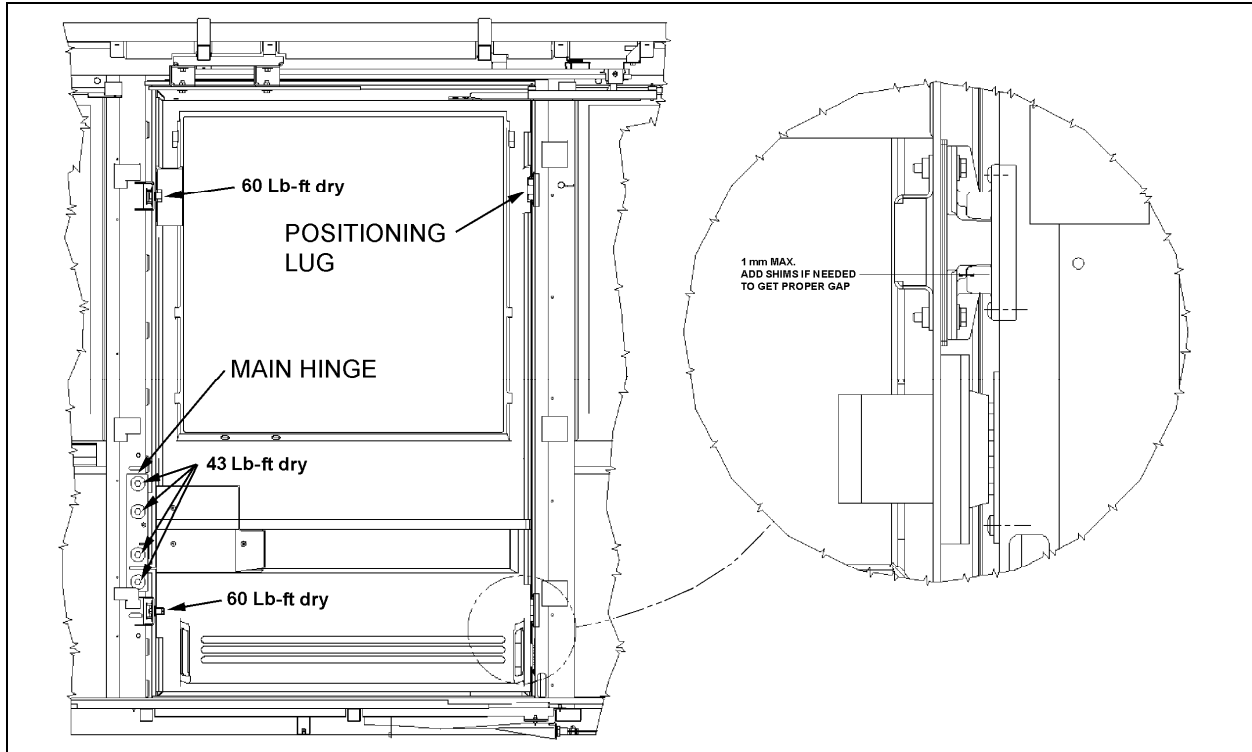 60 Lb-ft dry
POSITIONING
LUG
1 mm MAX.
ADD SHIMS IF NEEDED
TO GET PROPER GAP
MAIN HINGE
43 Lb-ft dry
60 Lb-ft dry